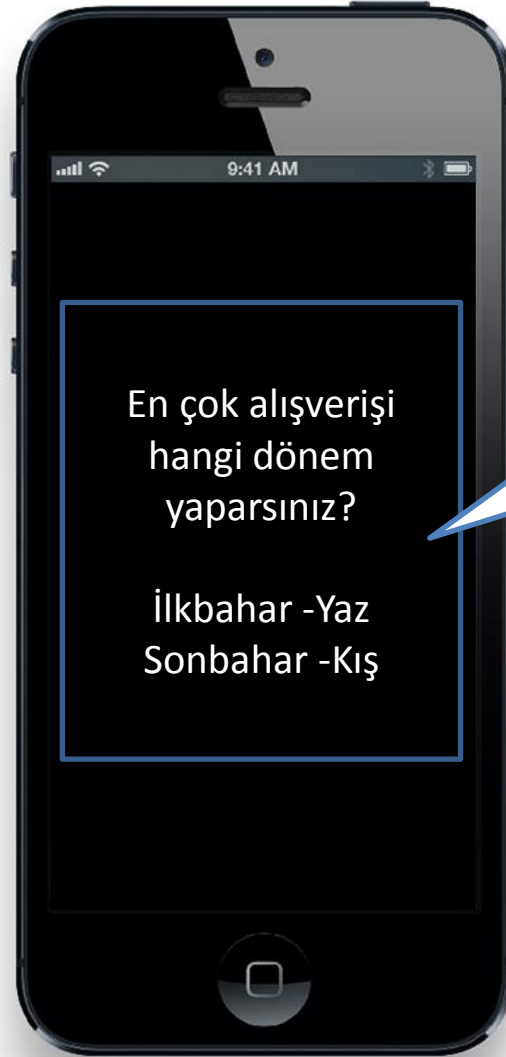 9:41 AM
En çok alışverişi
hangi dönem
yaparsınız?
İlkbahar -Yaz
Sonbahar -Kış